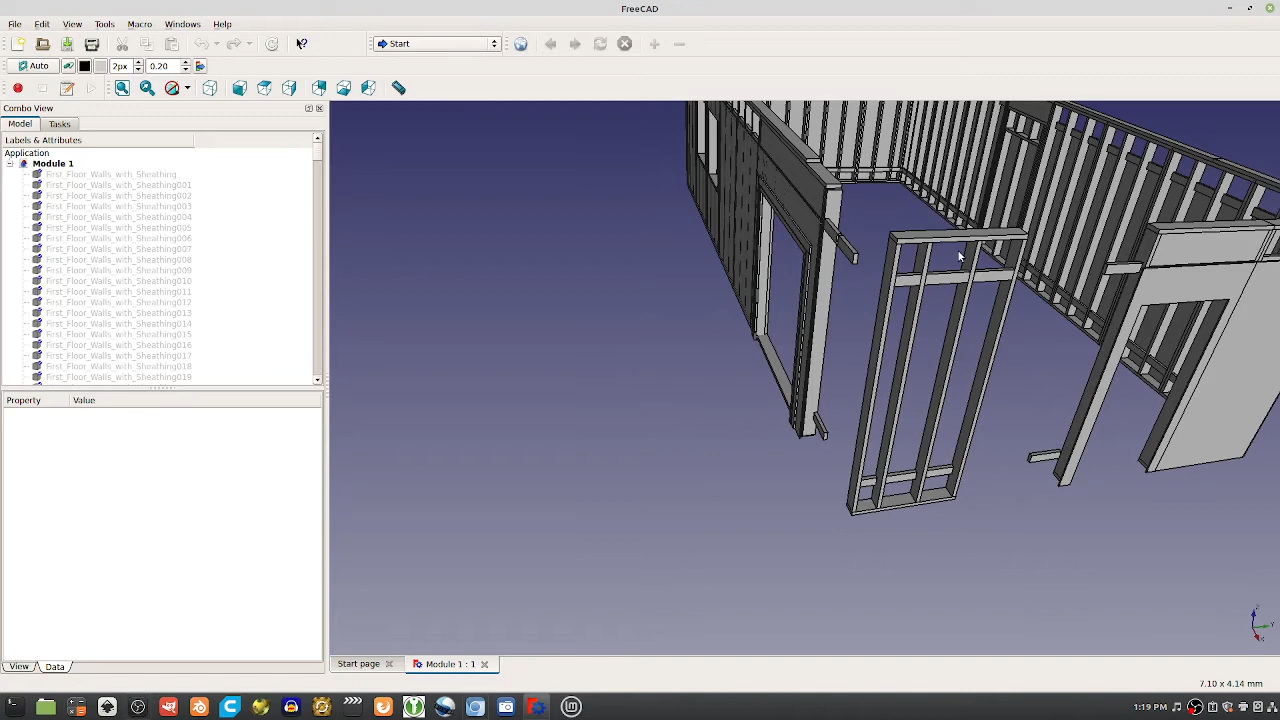 FreeCAD
File Edit View Tools Macro Windows Help
Start
Auto 2px 0.20
Combo View
Model Tasks
Labels & Attributes
Application
Module 1
First_Floor_Walls_with_Sheathing
First_Floor_Walls_with_Sheathing001
First_Floor_Walls_with_Sheathing002
First_Floor_Walls_with_Sheathing003
First_Floor_Walls_with_Sheathing004
First_Floor_Walls_with_Sheathing005
First_Floor_Walls_with_Sheathing006
First_Floor_Walls_with_Sheathing007
First_Floor_Walls_with_Sheathing008
First_Floor_Walls_with_Sheathing009
First_Floor_Walls_with_Sheathing010
First_Floor_Walls_with_Sheathing011
First_Floor_Walls_with_Sheathing012
First_Floor_Walls_with_Sheathing013
First_Floor_Walls_with_Sheathing014
First_Floor_Walls_with_Sheathing015
First_Floor_Walls_with_Sheathing016
First_Floor_Walls_with_Sheathing017
First_Floor_Walls_with_Sheathing018
First_Floor_Walls_with_Sheathing019
Property Value
View Data
Start page Module 1 : 1
7.10 x 4.14 mm
1:19 PM